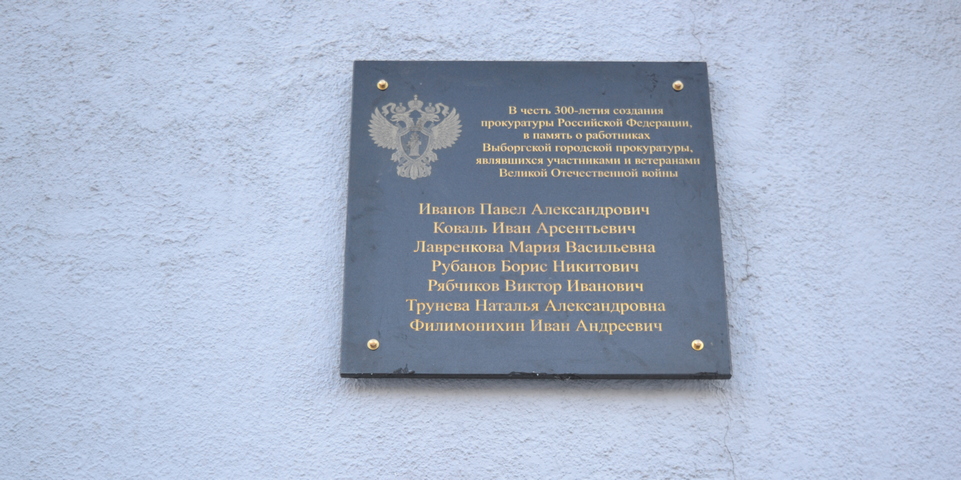 В честь 300-летия создания
прокуратуры Российской Федерации,
в память о работниках
Выборгской городской прокуратуры,
являвшихся участниками и ветеранами
Великой Отечественной войны
Иванов Павел Александрович
Коваль Иван Арсентьевич
Лавренкова Мария Васильевна
Рубанов Борис Никитович
Рябчиков Виктор Иванович
Трунева Наталья Александровна
Филимонихин Иван Андреевич